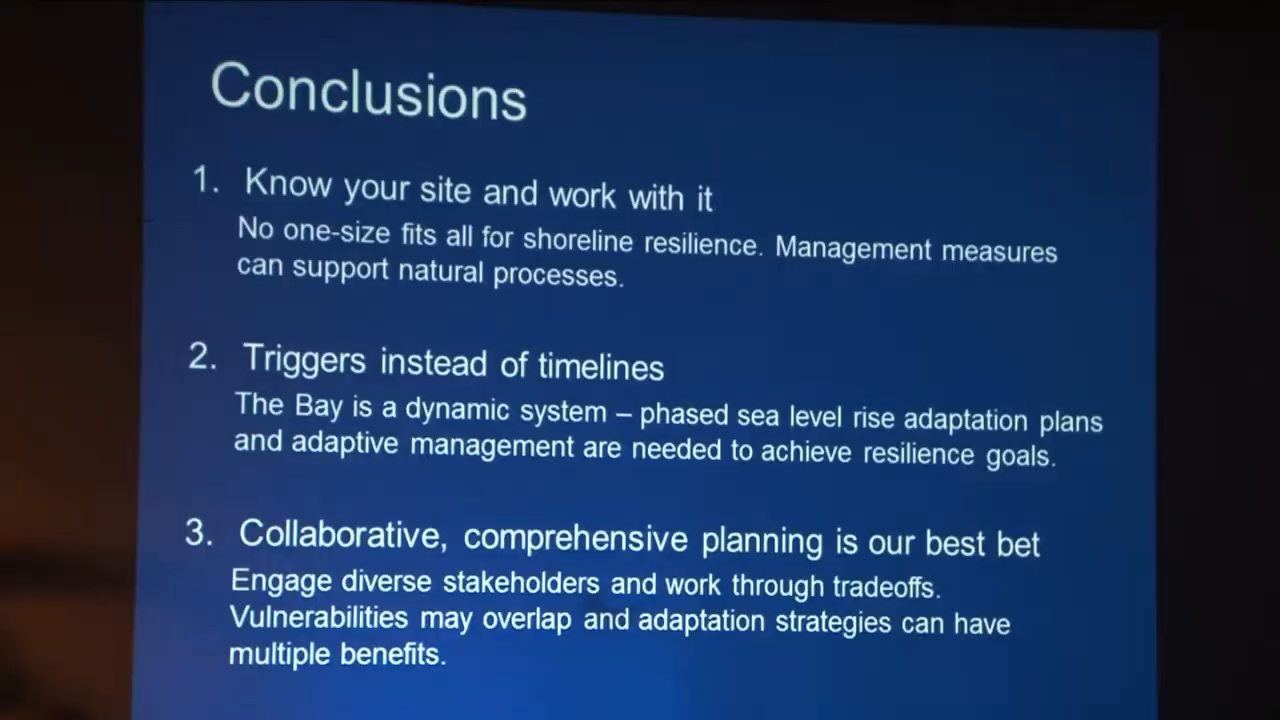 Conclusions
1. Know your site and work with it
No one-size fits all for shoreline resilience. Management measures
can support natural processes.
2. Triggers instead of timelines
The Bay is a dynamic system – phased sea level rise adaptation plans
and adaptive management are needed to achieve resilience goals.
3. Collaborative, comprehensive planning is our best bet
Engage diverse stakeholders and work through tradeoffs.
Vulnerabilities may overlap and adaptation strategies can have
multiple benefits.